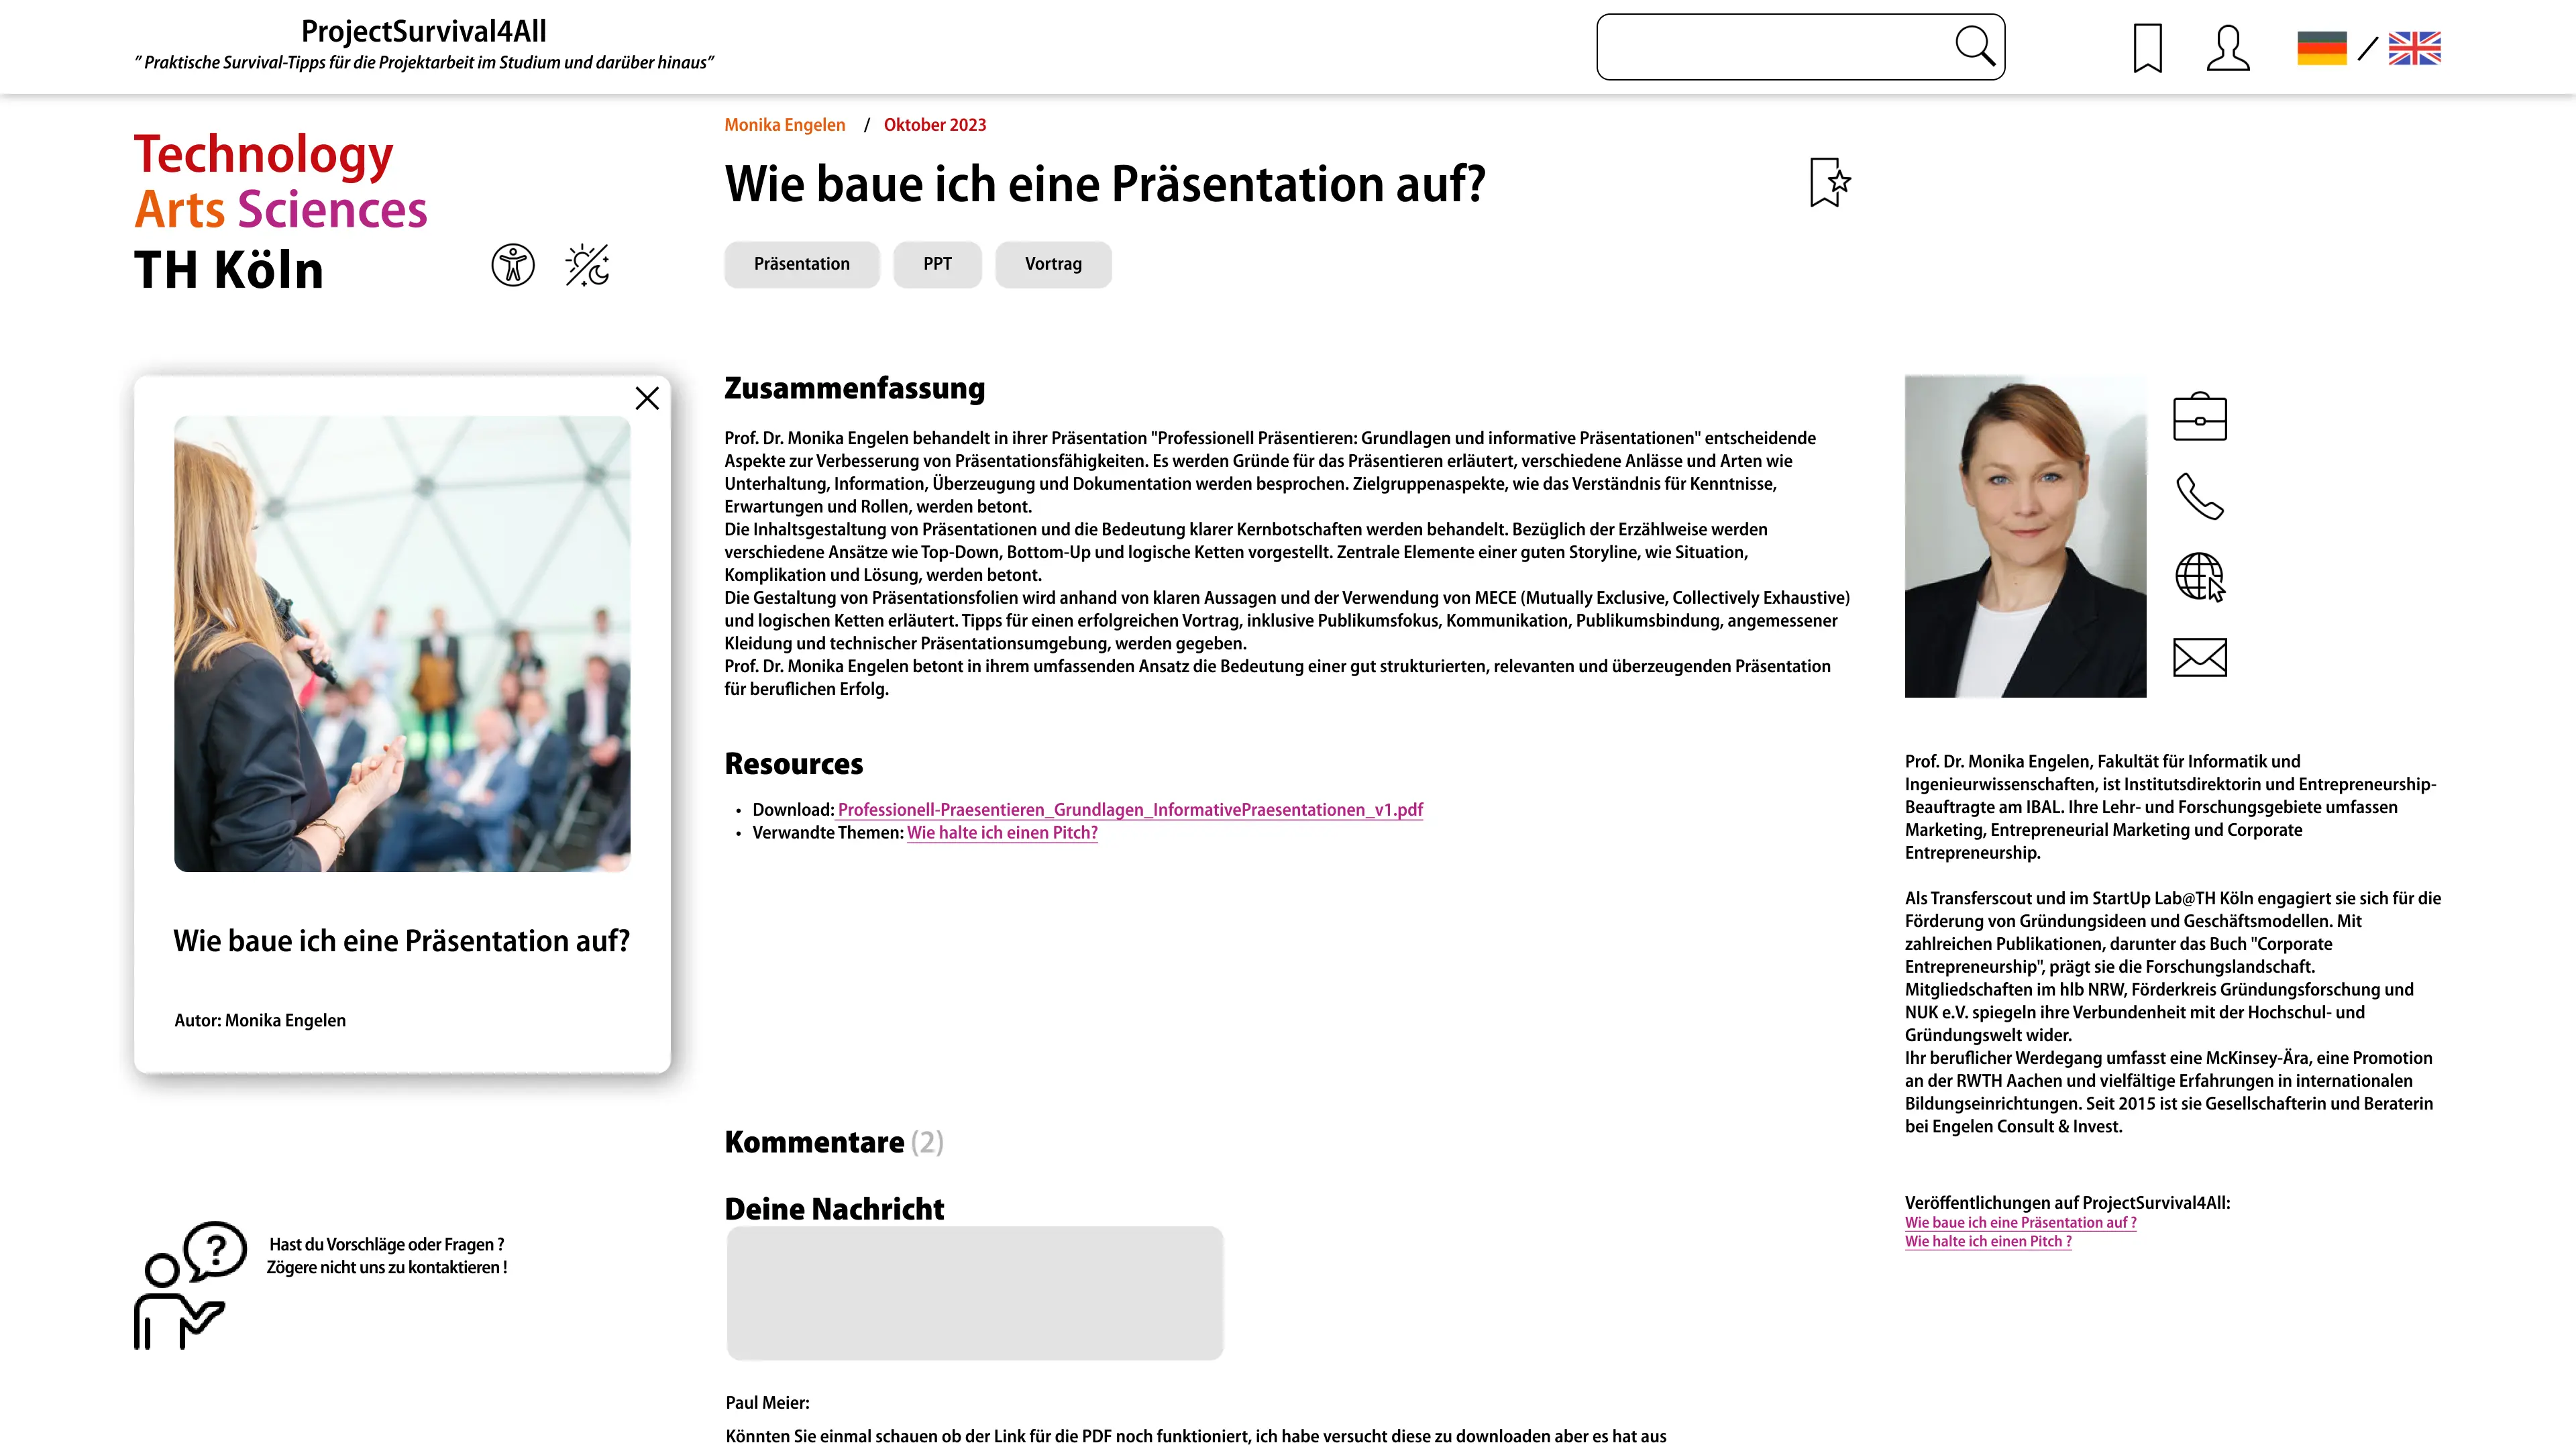 ProjectSurvival4All
" Praktische Survival-Tipps für die Projektarbeit im Studium und darüber hinaus"
Technology
Arts Sciences
TH Köln
Monika Engelen / Oktober 2023
Wie baue ich eine Präsentation auf?
Präsentation
PPT
Vortrag
Wie baue ich eine Präsentation auf?
Autor: Monika Engelen
?
Hast du Vorschläge oder Fragen ?
Zögere nicht uns zu kontaktieren !
Zusammenfassung
Prof. Dr. Monika Engelen behandelt in ihrer Präsentation "Professionell Präsentieren: Grundlagen und informative Präsentationen" entscheidende
Aspekte zur Verbesserung von Präsentationsfähigkeiten. Es werden Gründe für das Präsentieren erläutert, verschiedene Anlässe und Arten wie
Unterhaltung, Information, Überzeugung und Dokumentation werden besprochen. Zielgruppenaspekte, wie das Verständnis für Kenntnisse,
Erwartungen und Rollen, werden betont.
Die Inhaltsgestaltung von Präsentationen und die Bedeutung klarer Kernbotschaften werden behandelt. Bezüglich der Erzählweise werden
verschiedene Ansätze wie Top-Down, Bottom-Up und logische Ketten vorgestellt. Zentrale Elemente einer guten Storyline, wie Situation,
Komplikation und Lösung, werden betont.
Die Gestaltung von Präsentationsfolien wird anhand von klaren Aussagen und der Verwendung von MECE (Mutually Exclusive, Collectively Exhaustive)
und logischen Ketten erläutert. Tipps für einen erfolgreichen Vortrag, inklusive Publikumsfokus, Kommunikation, Publikumsbindung, angemessener
Kleidung und technischer Präsentationsumgebung, werden gegeben.
Prof. Dr. Monika Engelen betont in ihrem umfassenden Ansatz die Bedeutung einer gut strukturierten, relevanten und überzeugenden Präsentation
für beruflichen Erfolg.
Resources
• Download: Professionell-Praesentieren_Grundlagen_InformativePraesentationen_v1.pdf
• Verwandte Themen: Wie halte ich einen Pitch?
Kommentare (2)
Deine Nachricht
Paul Meier:
Könnten Sie einmal schauen ob der Link für die PDF noch funktioniert, ich habe versucht diese zu downloaden aber es hat aus
Prof. Dr. Monika Engelen, Fakultät für Informatik und
Ingenieurwissenschaften, ist Institutsdirektorin und Entrepreneurship-
Beauftragte am IBAL. Ihre Lehr- und Forschungsgebiete umfassen
Marketing, Entrepreneurial Marketing und Corporate
Entrepreneurship.
Als Transferscout und im StartUp Lab@TH Köln engagiert sie sich für die
Förderung von Gründungsideen und Geschäftsmodellen. Mit
zahlreichen Publikationen, darunter das Buch "Corporate
Entrepreneurship", prägt sie die Forschungslandschaft.
Mitgliedschaften im hlb NRW, Förderkreis Gründungsforschung und
NUK e.V. spiegeln ihre Verbundenheit mit der Hochschul- und
Gründungswelt wider.
Ihr beruflicher Werdegang umfasst eine McKinsey-Ära, eine Promotion
an der RWTH Aachen und vielfältige Erfahrungen in internationalen
Bildungseinrichtungen. Seit 2015 ist sie Gesellschafterin und Beraterin
bei Engelen Consult & Invest.
Veröffentlichungen auf ProjectSurvival4All:
Wie baue ich eine Präsentation auf ?
Wie halte ich einen Pitch ?